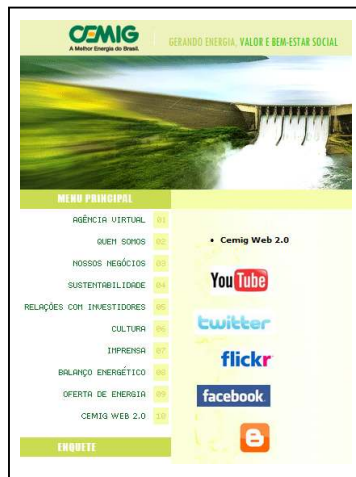 CEMIG
A Melhor Energia do Brasil.
GERANDO ENERGIA, VALOR E BEM-ESTAR SOCIAL
MENU PRINCIPAL
AGÊNCIA VIRTUAL 01
QUEM SOMOS 02
NOSSOS NEGÓCIOS 03
SUSTENTABILIDADE 04
RELAÇÕES COM INVESTIDORES 05
CULTURA 06
IMPRENSA 07
BALANÇO ENERGÉTICO 08
OFERTA DE ENERGIA 09
CEMIG WEB 2.0 10
ENQUETE
• Cemig Web 2.0
YouTube
twitter
flickr
facebook